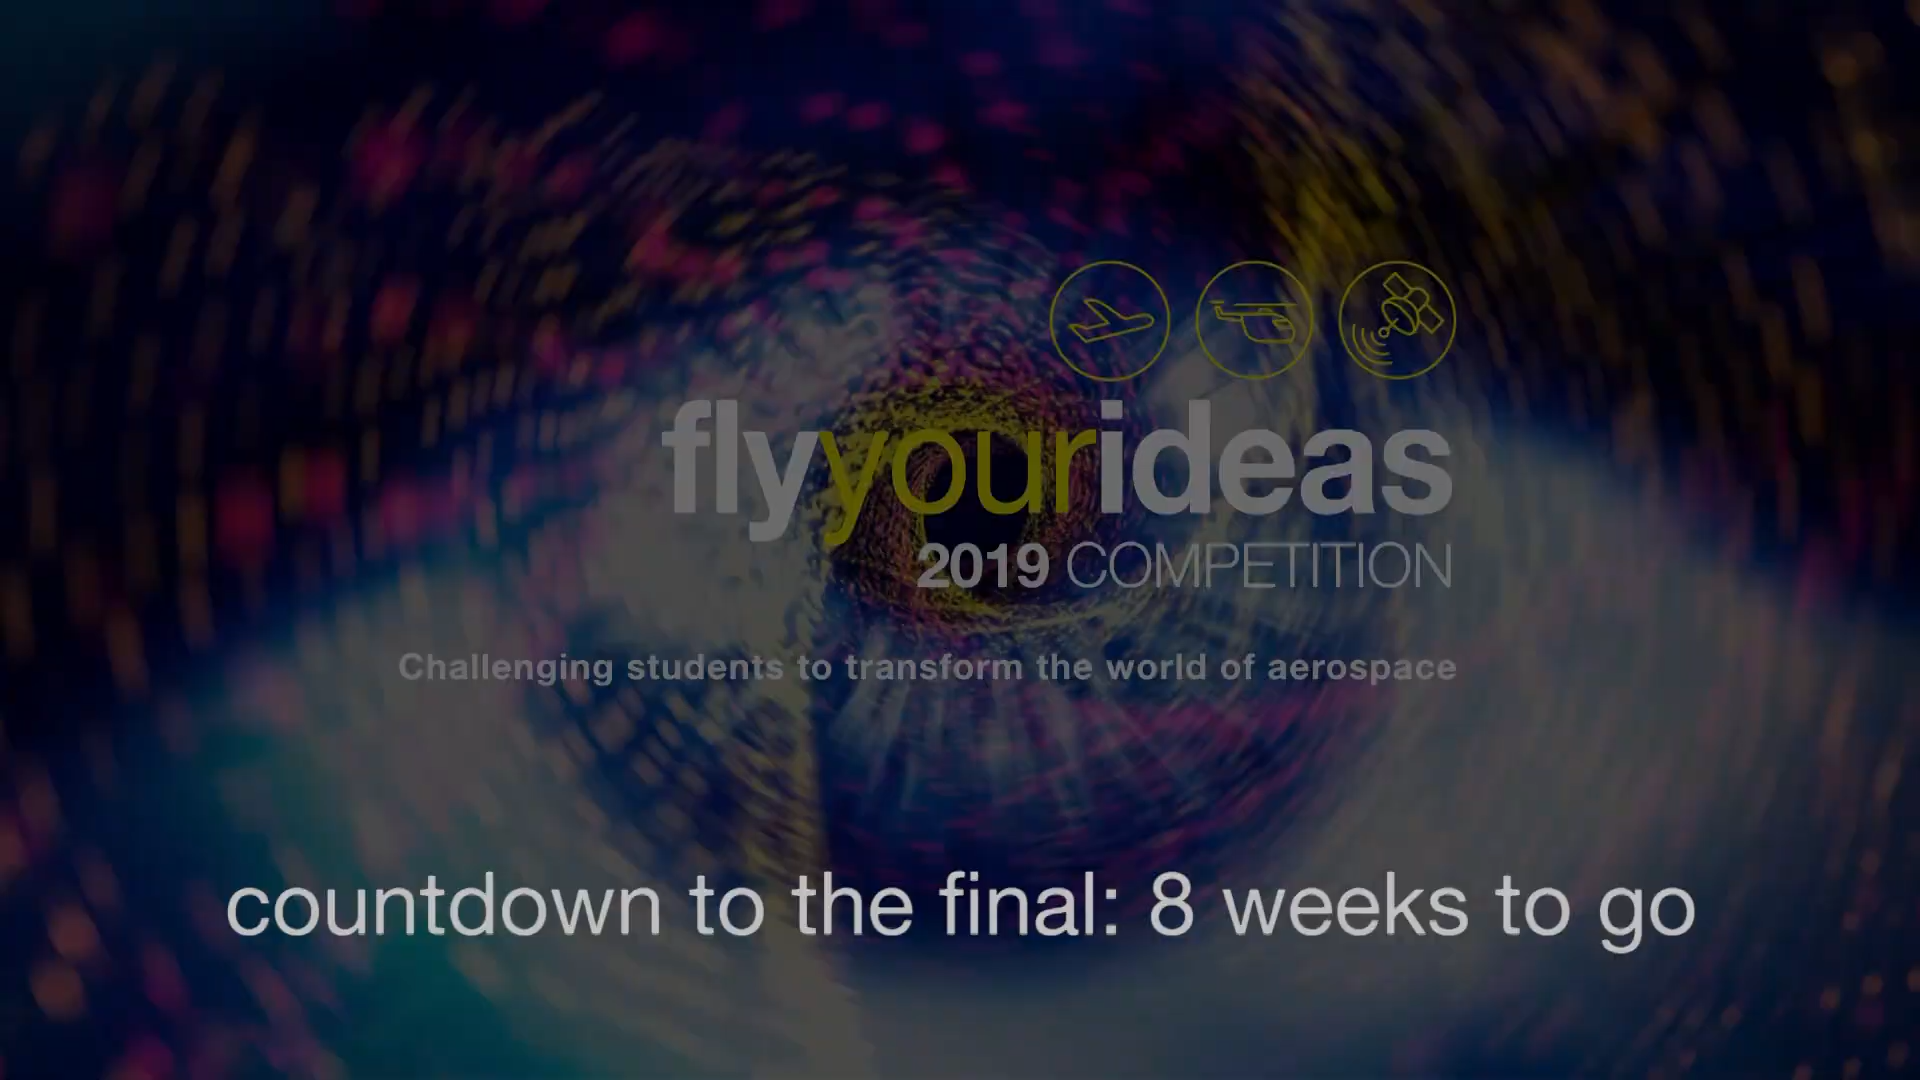 flyyourideas
2019 COMPETITION
Challenging students to transform the world of aerospace
countdown to the final: 8 weeks to go